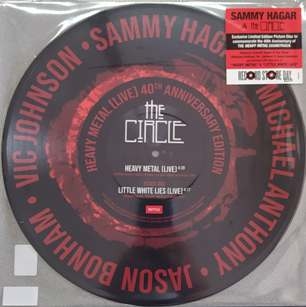 SAMMY HAGAR
& THE CIRCLE
Exclusive Limited Edition Picture Disc to
commemorate the 40th Anniversary of
THE HEAVY METAL SOUNDTRACK
RECORD STORE DAY
SAMMY HAGAR • MICHAEL ANTHONY • JASON BONHAM • VIC JOHNSON •
HEAVY METAL (LIVE) 40TH ANNIVERSARY EDITION
the
CIRCLE
HEAVY METAL (LIVE)
LITTLE WHITE LIES (LIVE)